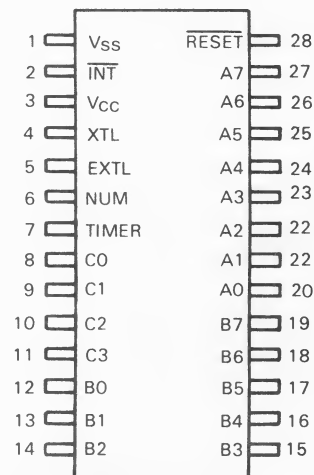 1 VSS RESET 28
2 INT A7 27
3 VCC A6 26
4 XTL A5 25
5 EXTL A4 24
6 NUM A3 23
7 TIMER A2 22
8 C0 A1 22
9 C1 A0 20
10 C2 B7 19
11 C3 B6 18
12 B0 B5 17
13 B1 B4 16
14 B2 B3 15